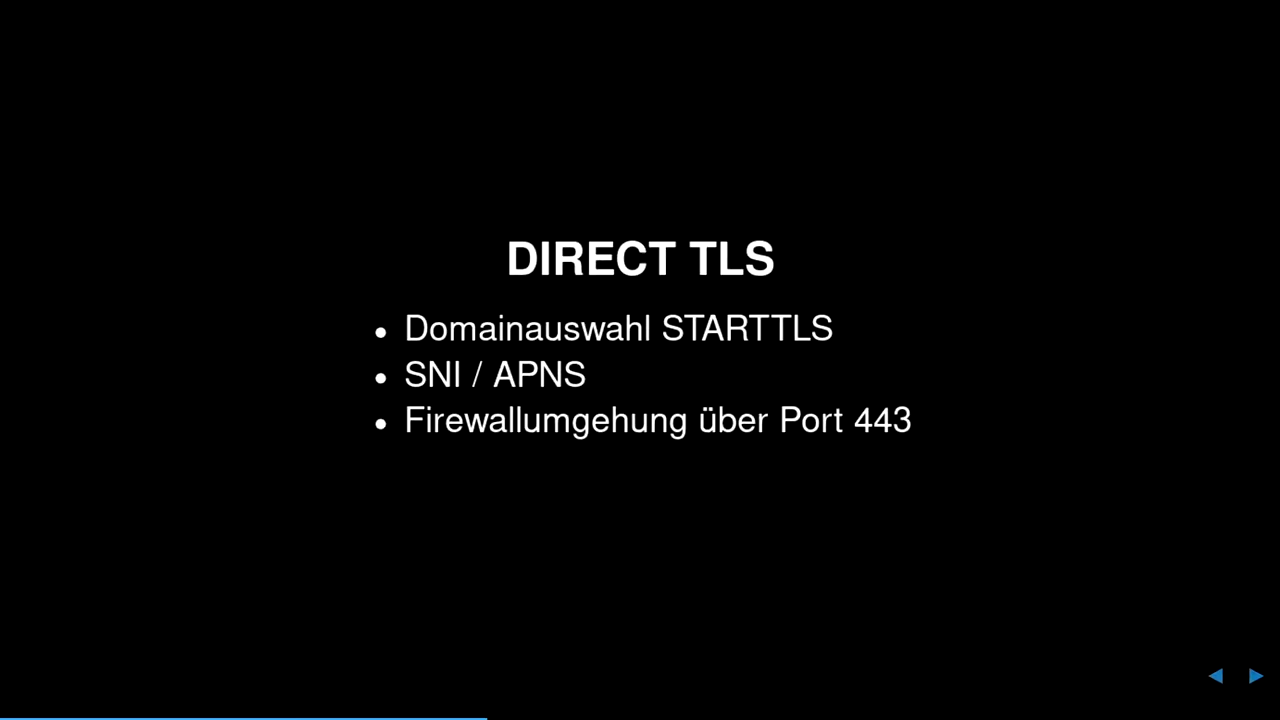 DIRECT TLS
Domainauswahl STARTTLS
SNI / APNS
Firewallumgehung über Port 443